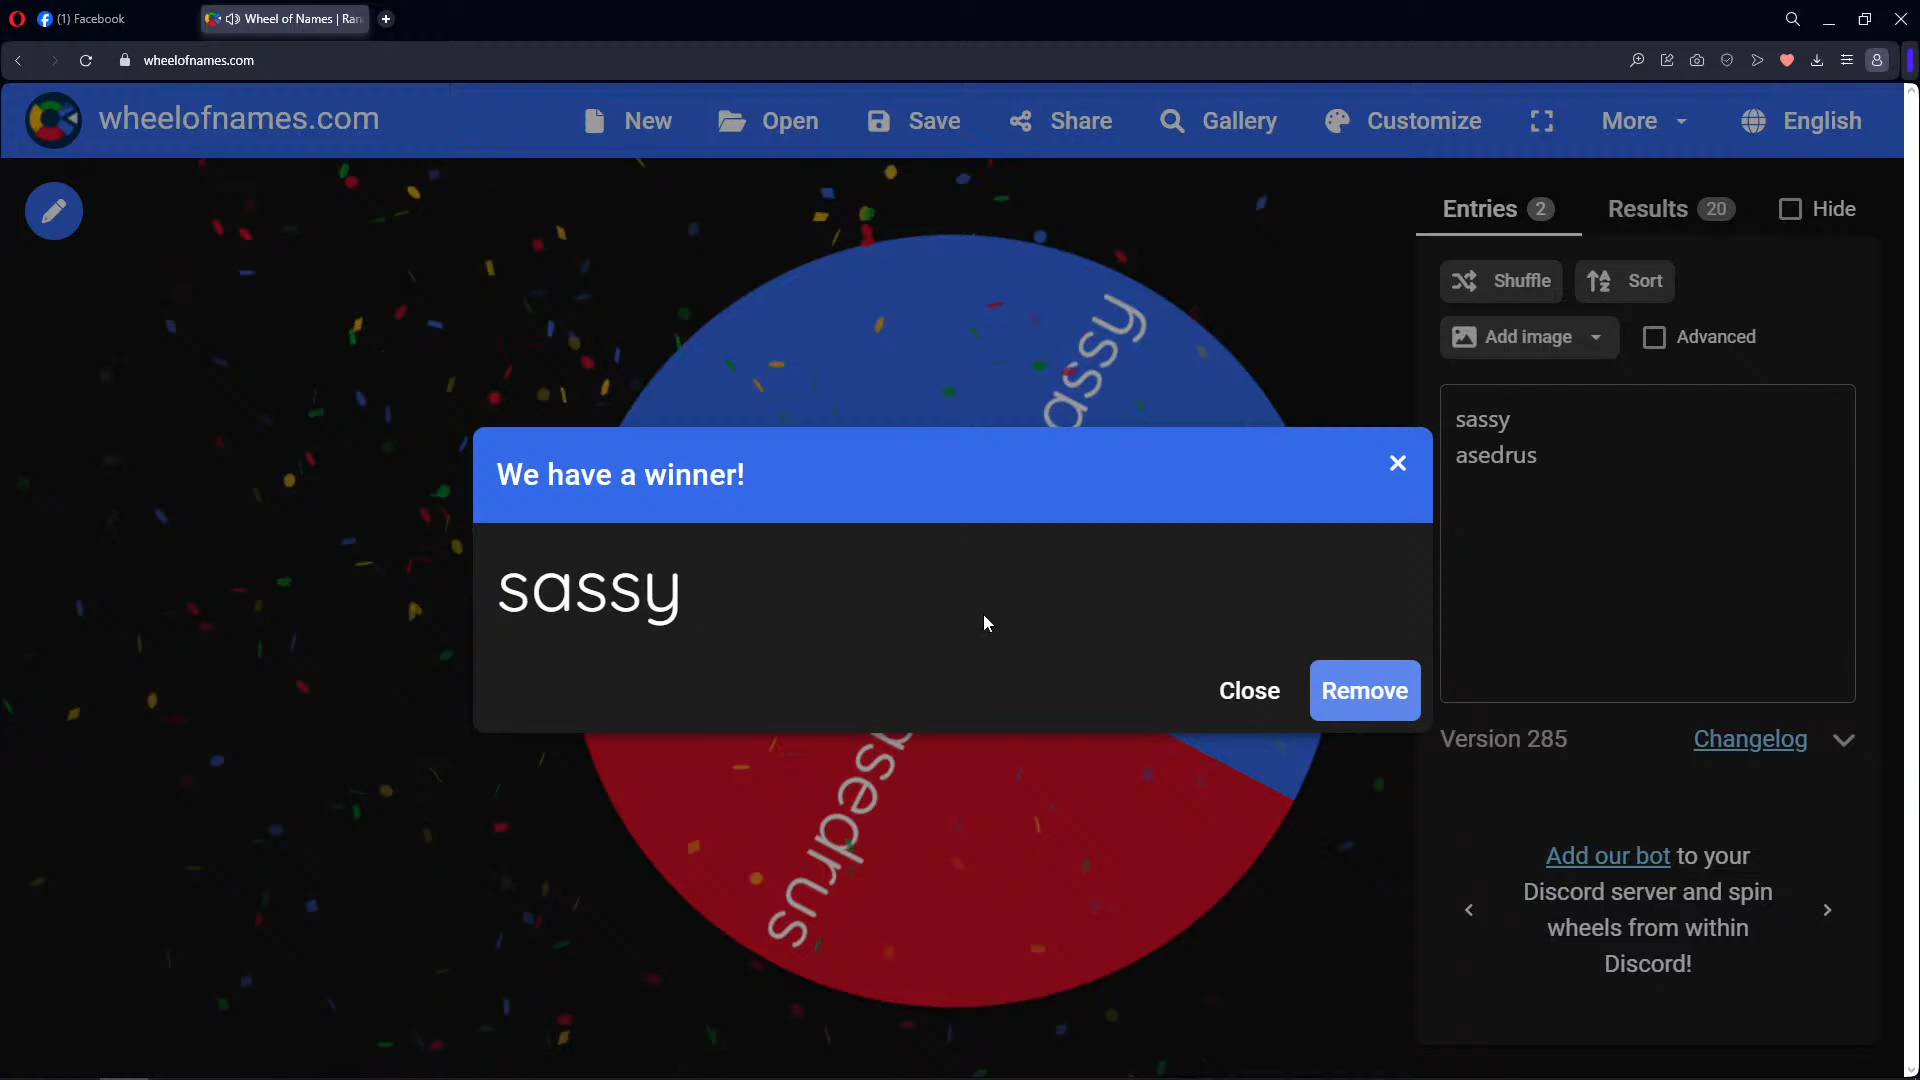 (1) Facebook
Wheel of Names | Ran
wheelofnames.com
wheelofnames.com
New
Open
Save
Share
Gallery
Customize
More
English
Entries 2
Results 20
Hide
Shuffle
Sort
Add image
Advanced
sassy
asedrus
assy
We have a winner!
sassy
Close
Remove
asedrus
Version 285
Changelog
Add our bot to your
Discord server and spin
wheels from within
Discord!